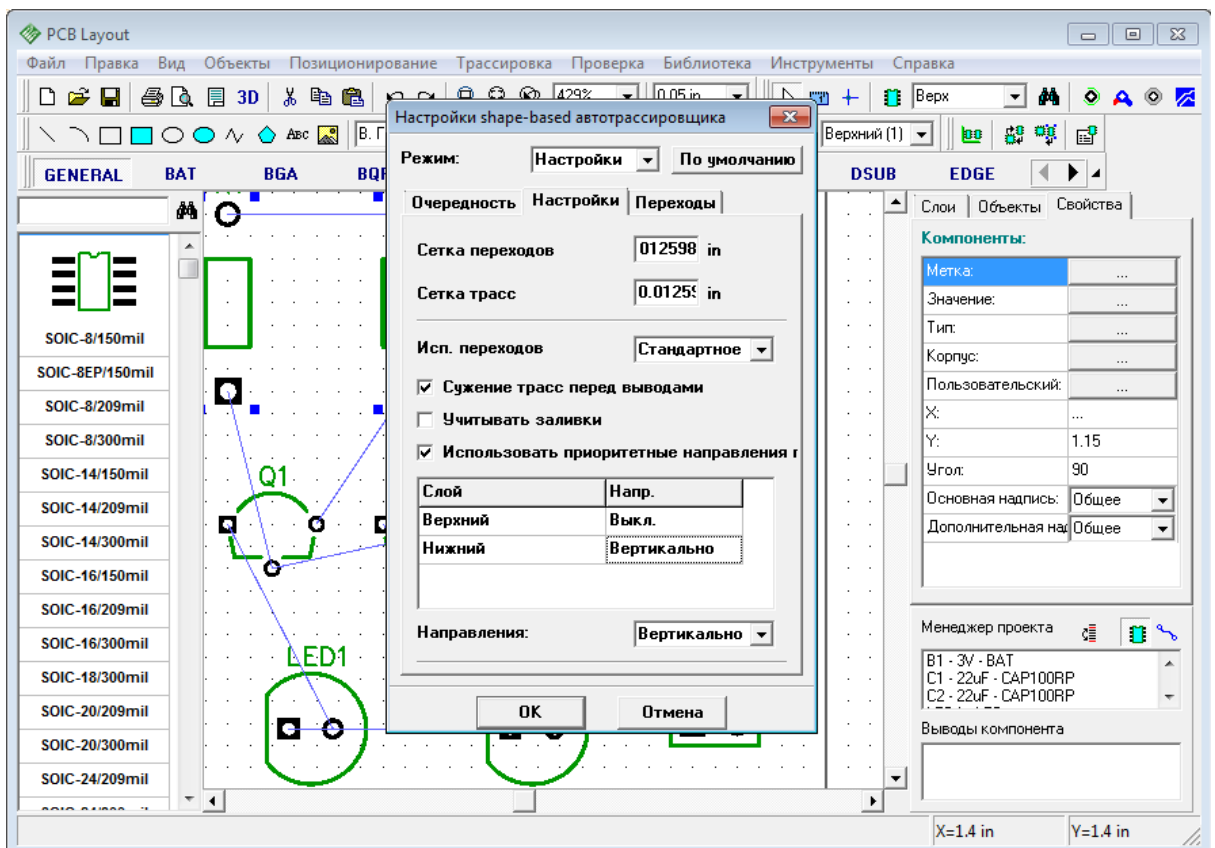 PCB Layout
Файл Правка Вид Объекты Позиционирование Трассировка Проверка Библиотека Инструменты Справка
3D 429% 0.05 in Верх
ABC В. Г Верхний (1)
GENERAL BAT BGA DSUB EDGE
Настройки shape-based автотрассировщика
Режим: Настройки По умолчанию
Очередность Настройки Переходы
Сетка переходов 012598 in
Сетка трасс in
Исп. переходов Стандартное
Сужение трасс перед выводами
Учитывать заливки
Использовать приоритетные направления
Слой Напр.
Верхний Выкл.
Нижний Вертикально
Направления: Вертикально
OK Отмена
SOIC-8/150mil
SOIC-8EP/150mil
SOIC-8/209mil
SOIC-8/300mil
SOIC-14/150mil
SOIC-14/209mil
SOIC-14/300mil
SOIC-16/150mil
SOIC-16/209mil
SOIC-16/300mil
SOIC-18/300mil
SOIC-20/209mil
SOIC-20/300mil
SOIC-24/209mil
Q1
LED1
Слои Объекты Свойства
Компоненты:
Метка: ...
Значение: ...
Тип: ...
Корпус: ...
Пользовательский: ...
X: ...
Y: 1.15
Угол: 90
Основная надпись: Общее
Дополнительная Общее
Менеджер проекта
B1 - 3V - BAT
C1 - 22uF - CAP100RP
C2 - 22uF - CAP100RP
Выводы компонента
X=1.4 in Y=1.4 in